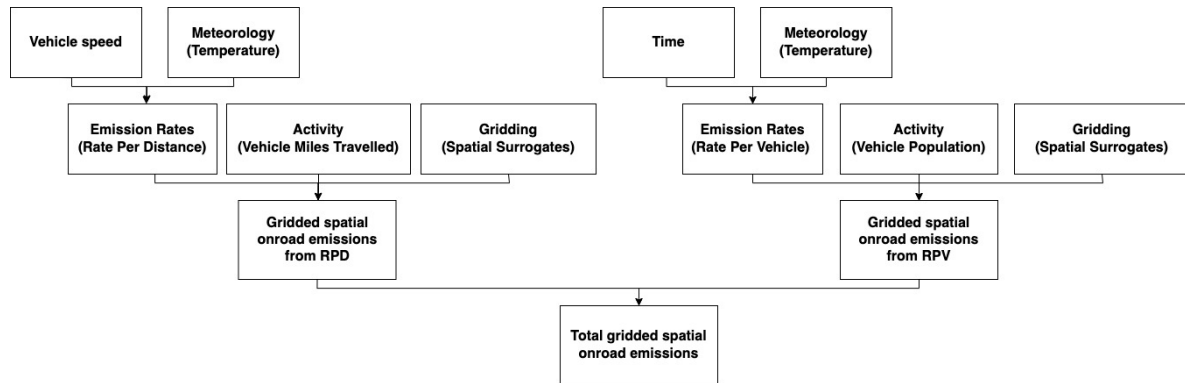 Vehicle speed
Meteorology
(Temperature)
Time
Meteorology
(Temperature)
Emission Rates
(Rate Per Distance)
Activity
(Vehicle Miles Travelled)
Gridding
(Spatial Surrogates)
Emission Rates
(Rate Per Vehicle)
Activity
(Vehicle Population)
Gridding
(Spatial Surrogates)
Gridded spatial
onroad emissions
from RPD
Gridded spatial
onroad emissions
from RPV
Total gridded spatial
onroad emissions